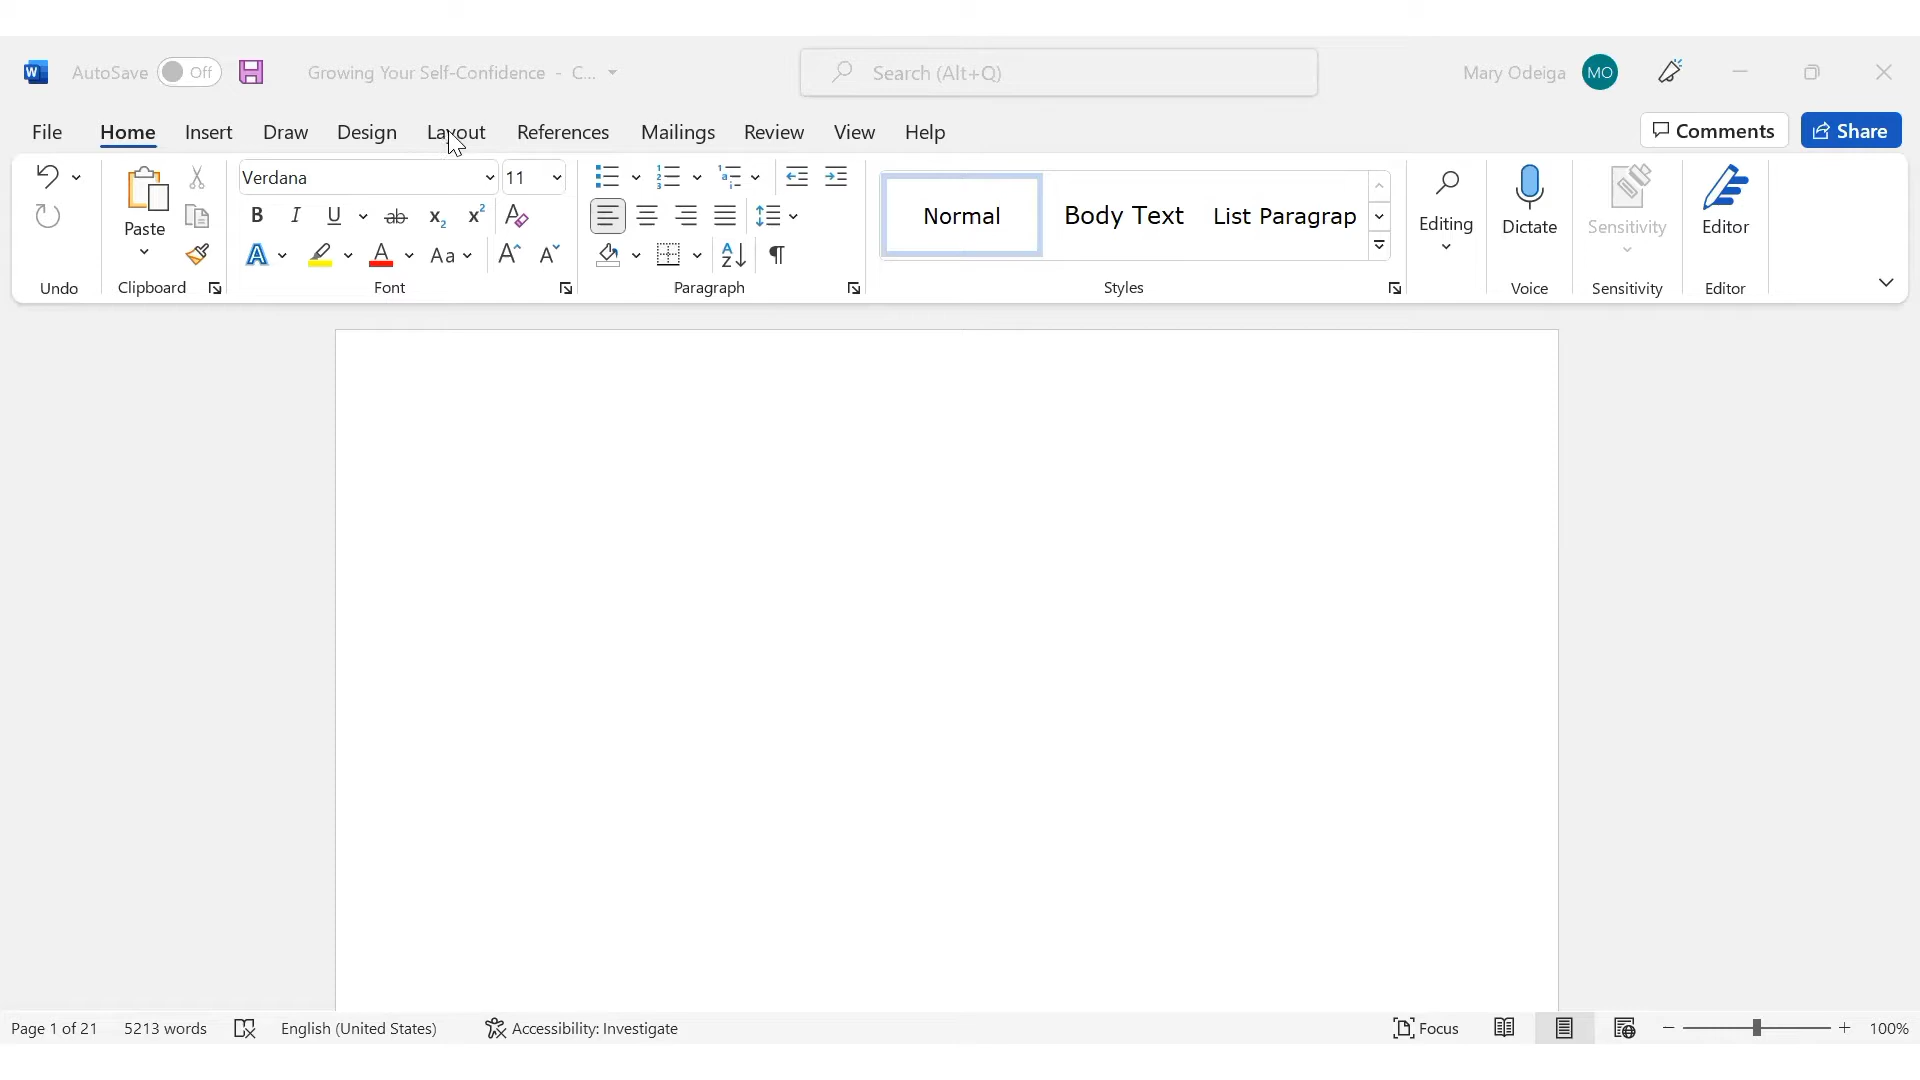 AutoSave Off Growing Your Self-Confidence - C... Search (Alt+Q) Mary Odeiga MO
File Home Insert Draw Design Layout References Mailings Review View Help Comments Share
Paste
Verdana 11
B I U ab x₂ x² A
A A Aa A A
A Z ¶
Normal Body Text List Paragrap
Editing Dictate Sensitivity Editor
Undo Clipboard Font Paragraph Styles Voice Sensitivity Editor
Page 1 of 21 5213 words English (United States) Accessibility: Investigate Focus 100%